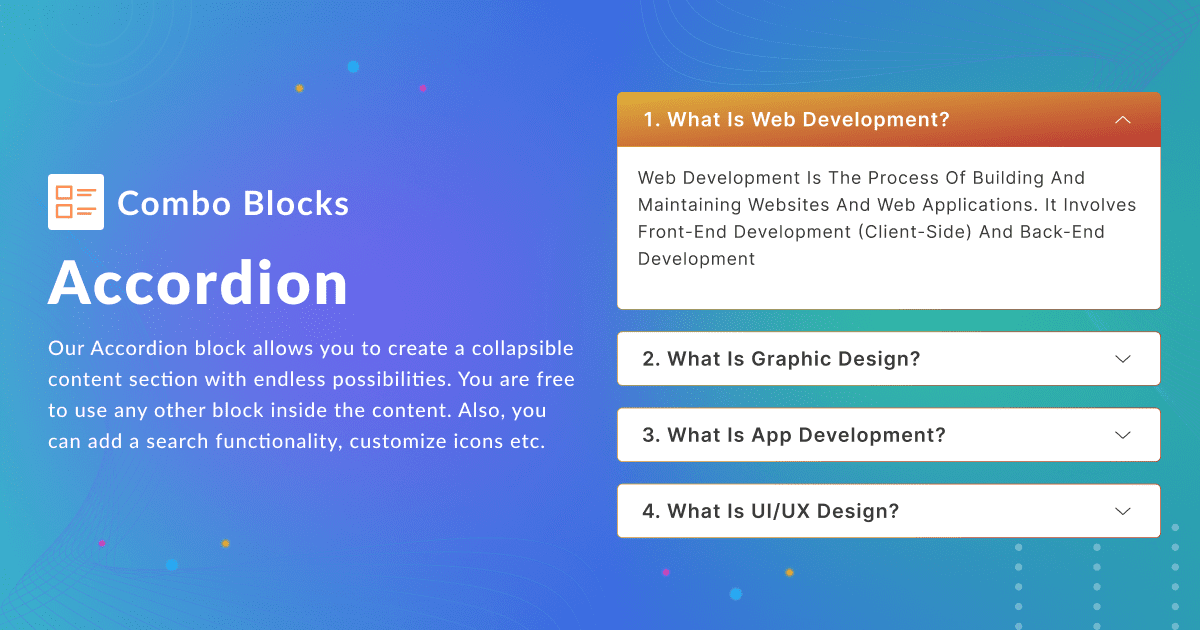 Combo Blocks
Accordion
Our Accordion block allows you to create a collapsible
content section with endless possibilities. You are free
to use any other block inside the content. Also, you
can add a search functionality, customize icons etc.
1. What Is Web Development?
Web Development Is The Process Of Building And
Maintaining Websites And Web Applications. It Involves
Front-End Development (Client-Side) And Back-End
Development
2. What Is Graphic Design?
3. What Is App Development?
4. What Is UI/UX Design?